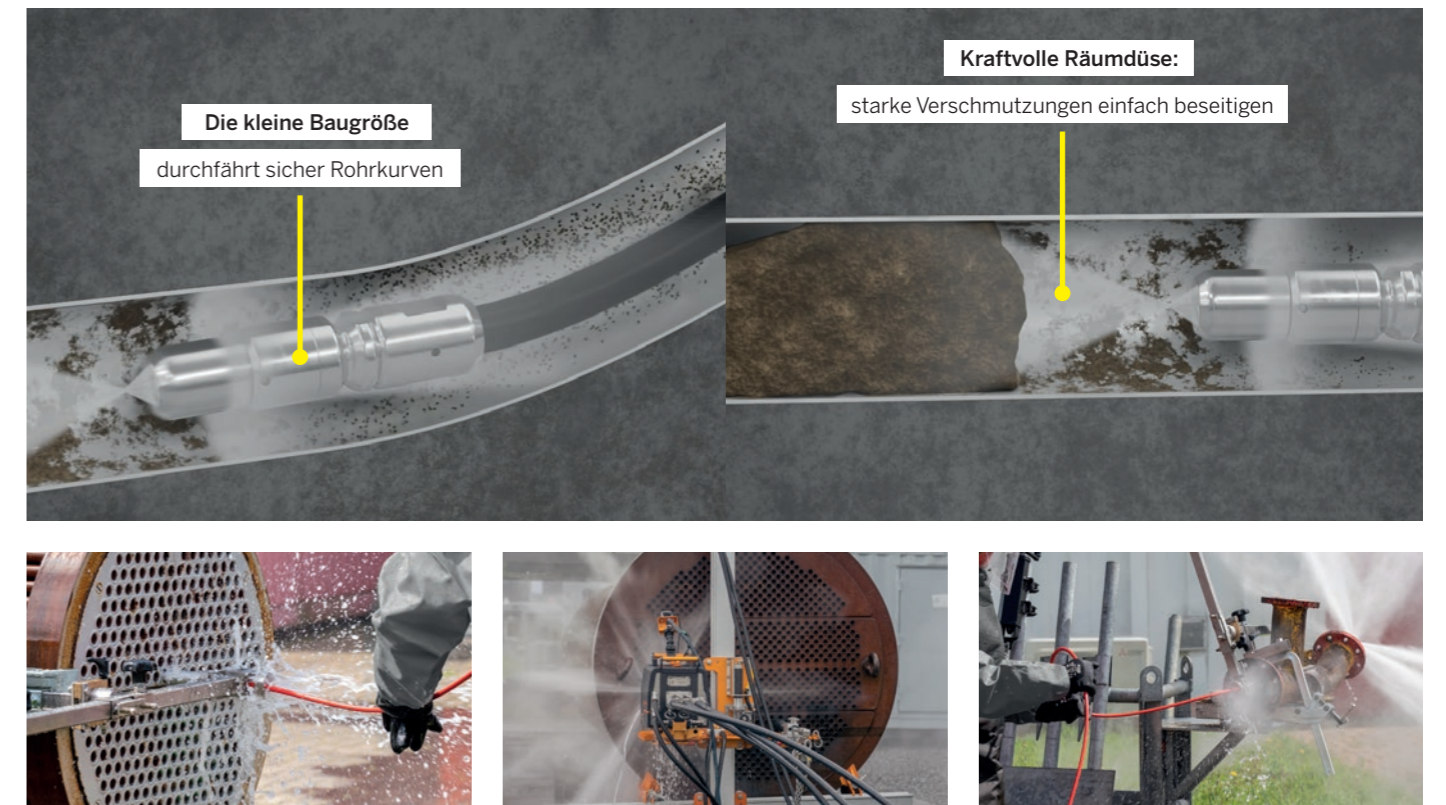 Die kleine Baugröße
durchfährt sicher Rohrkurven
Kraftvolle Räumdüse:
starke Verschmutzungen einfach beseitigen